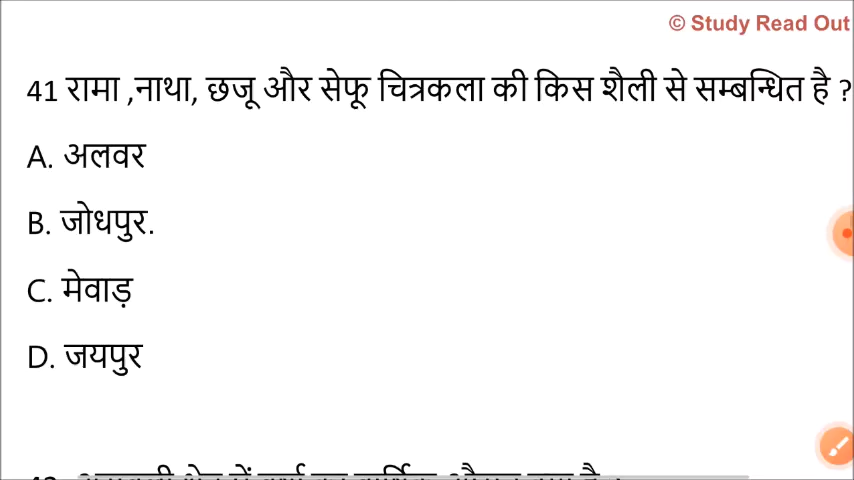 © Study Read Out
41 रामा ,नाथा, छजू और सेफू चित्रकला की किस शैली से सम्बन्धित है ?
A. अलवर
B. जोधपुर.
C. मेवाड़
D. जयपुर